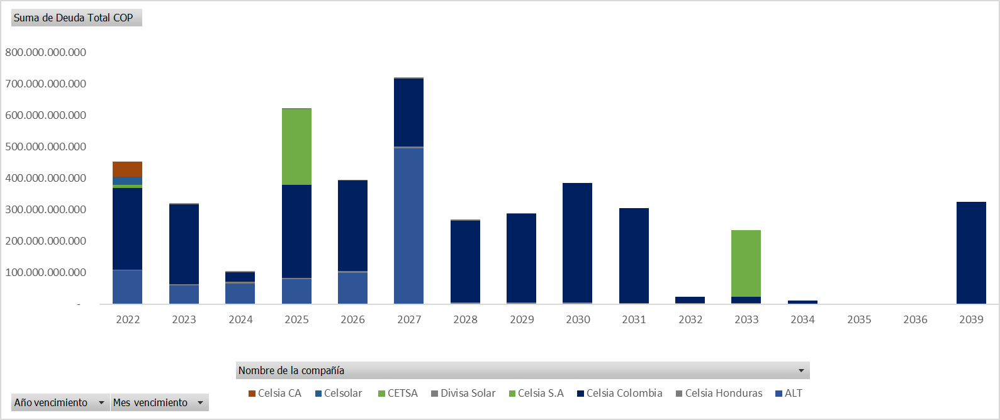 Suma de Deuda Total COP
800.000.000.000
700.000.000.000
600.000.000.000
500.000.000.000
400.000.000.000
300.000.000.000
200.000.000.000
100.000.000.000
-
2022 2023 2024 2025 2026 2027 2028 2029 2030 2031 2032 2033 2034 2035 2036 2039
Nombre de la compañía
Celsia CA Celsolar CETSA Divisa Solar Celsia S.A Celsia Colombia Celsia Honduras ALT
Año vencimiento Mes vencimiento